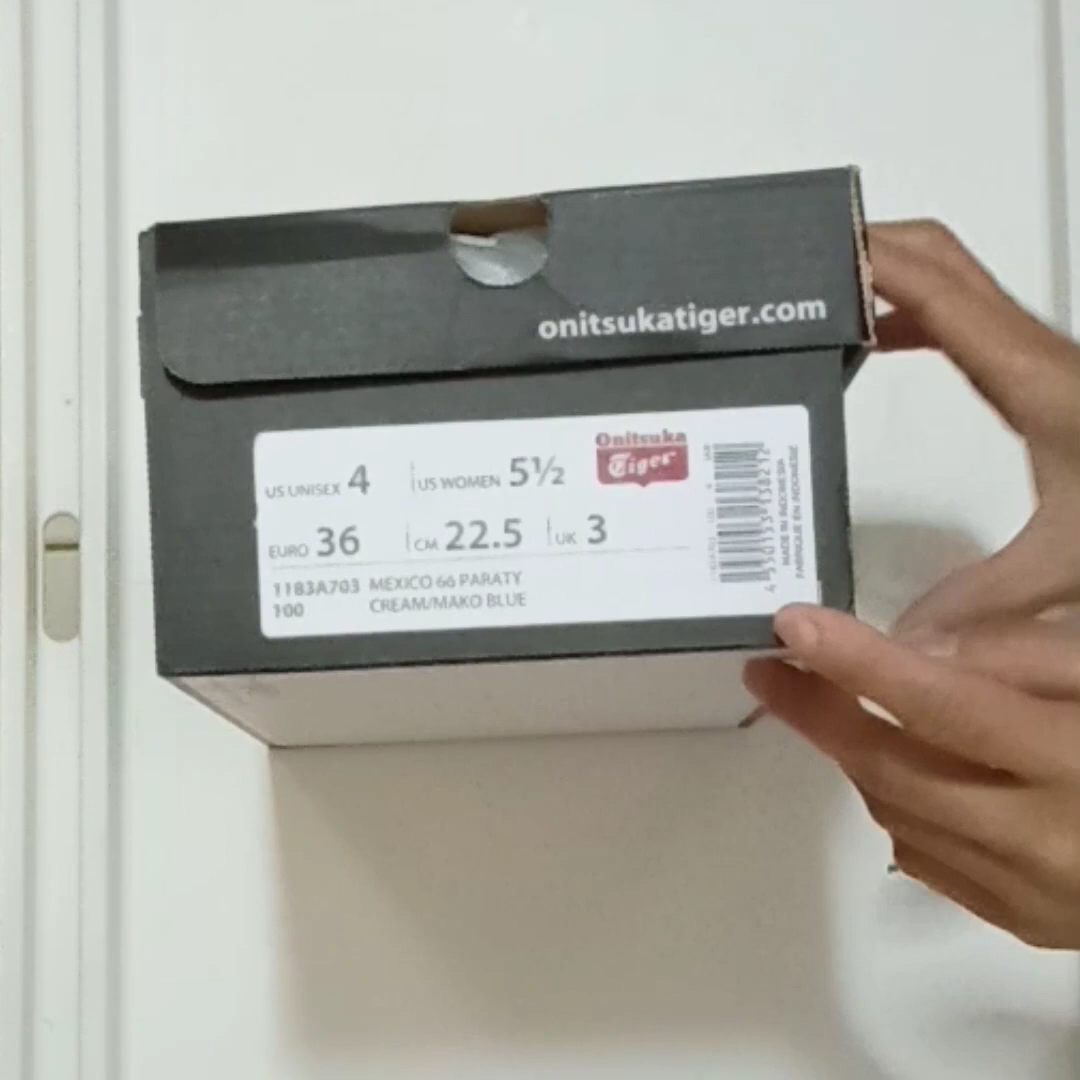 onitsukatiger.com
US UNISEX 4 US WOMEN 5½
Onitsuka
Tiger
EURO 36 CM 22.5 UK 3
1183A703 MEXICO 66 PARATY
100 CREAM/MAKO BLUE
MADE IN INDONESIA
FABRIQUE EN INDONESIE